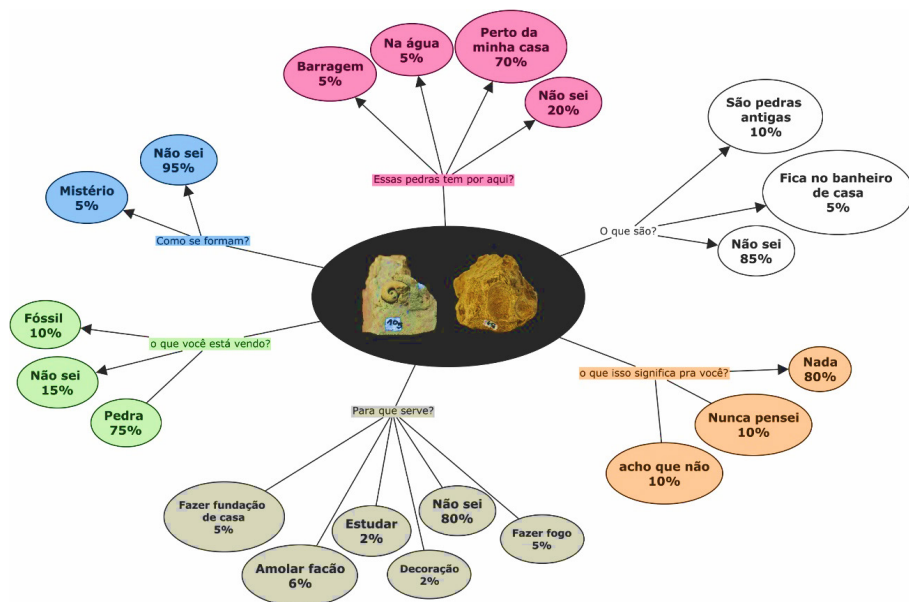 Barragem
5%
Na água
5%
Perto da
minha casa
70%
Não sei
20%
Essas pedras tem por aqui?
São pedras
antigas
10%
Fica no banheiro
de casa
5%
Não sei
85%
O que são?
Não sei
95%
Mistério
5%
Como se formam?
Fóssil
10%
Não sei
15%
Pedra
75%
o que você está vendo?
o que isso significa pra você?
Nada
80%
Nunca pensei
10%
acho que não
10%
Para que serve?
Fazer fundação
de casa
5%
Amolar facão
6%
Estudar
2%
Decoração
2%
Não sei
80%
Fazer fogo
5%